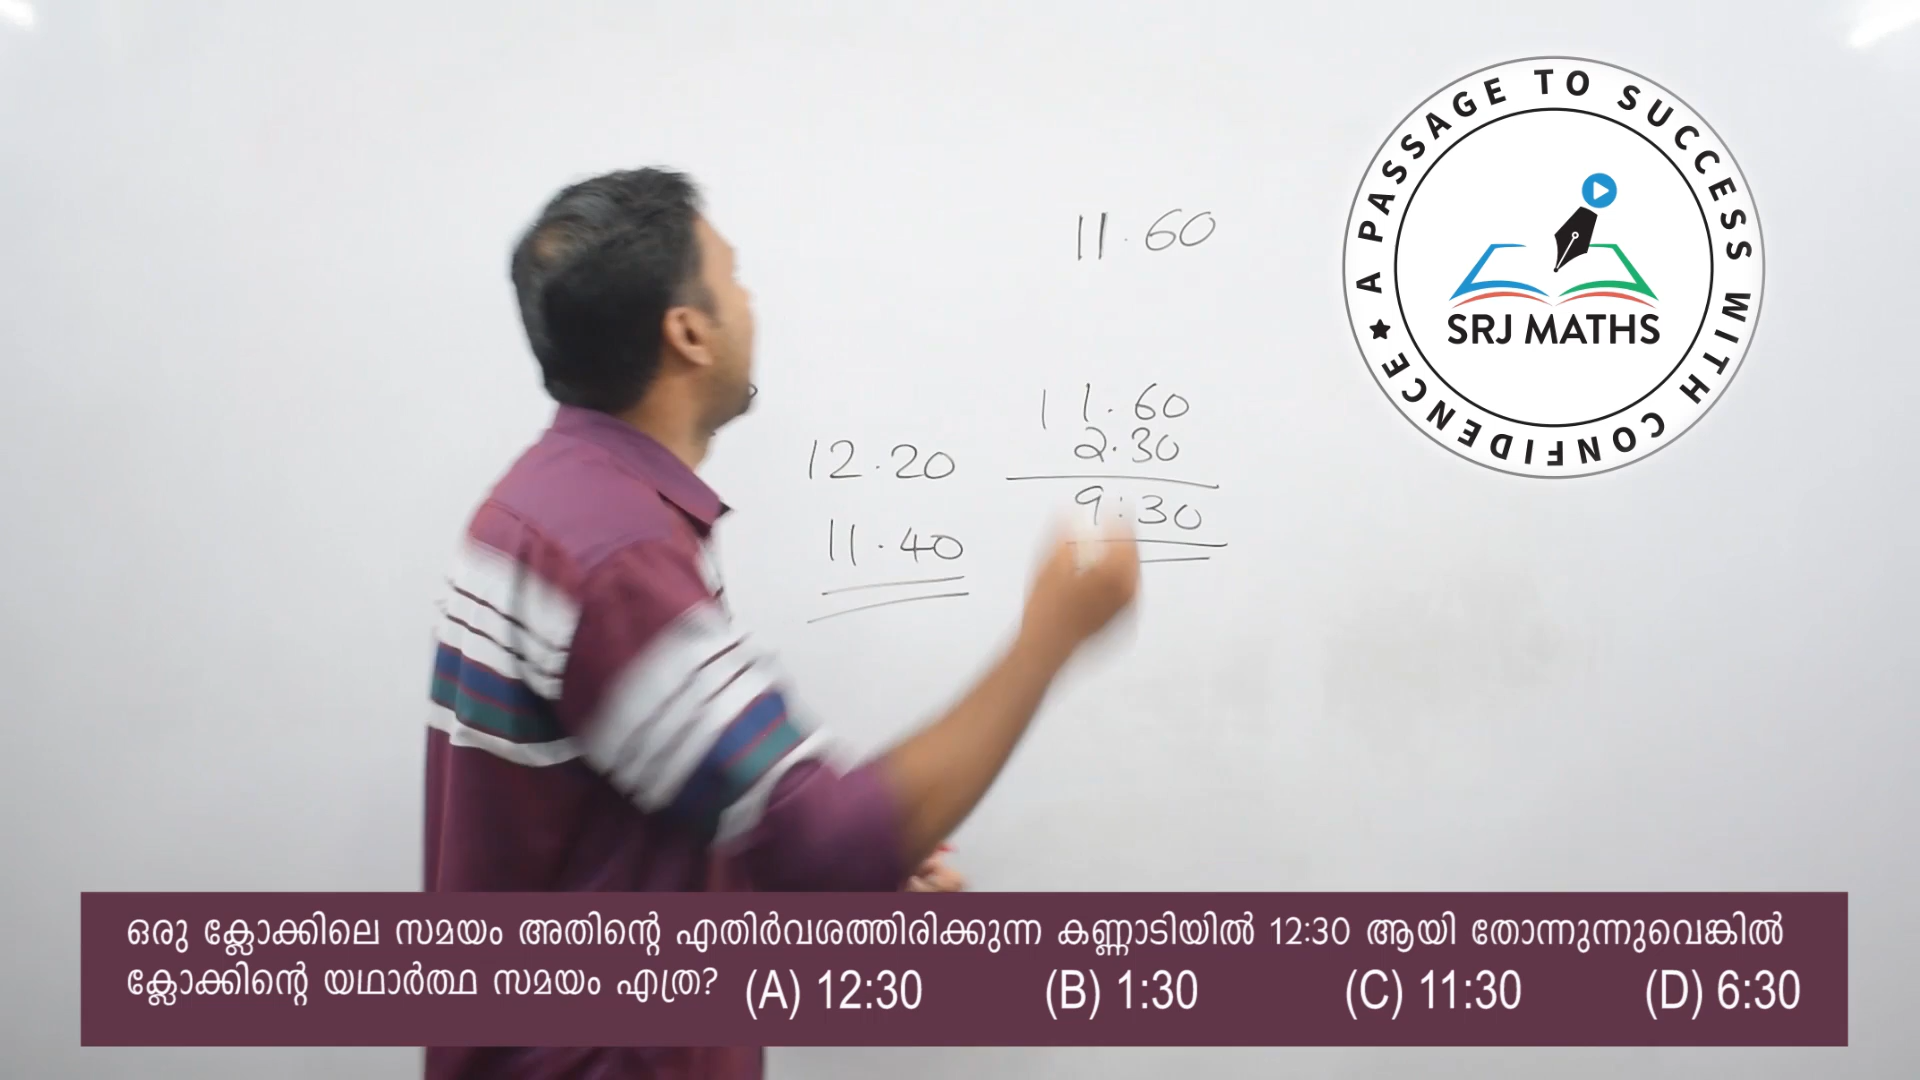 A PASSAGE TO SUCCESS WITH CONFIDENCE
SRJ MATHS
11.60
11.60
2.30
9:30
12.20
11.40
ഒരു ക്ലോക്കിലെ സമയം അതിന്റെ എതിർവശത്തിരിക്കുന്ന കണ്ണാടിയിൽ 12:30 ആയി തോന്നുന്നുവെങ്കിൽ
ക്ലോക്കിന്റെ യഥാർത്ഥ സമയം എത്ര? (A) 12:30 (B) 1:30 (C) 11:30 (D) 6:30